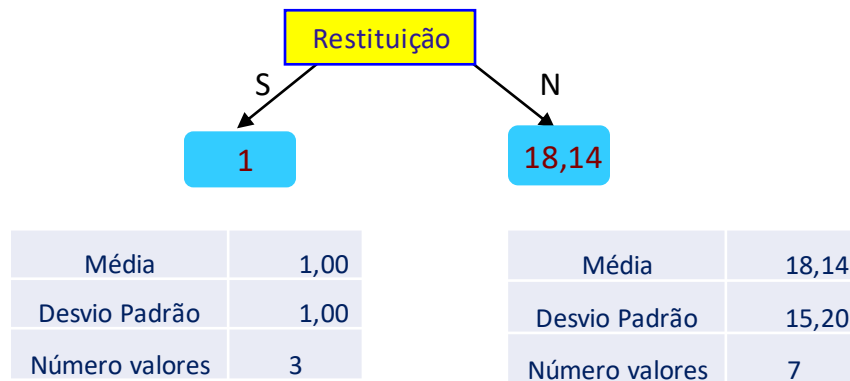 Restituição
S
N
1
18,14
Média 1,00
Desvio Padrão 1,00
Número valores 3
Média 18,14
Desvio Padrão 15,20
Número valores 7